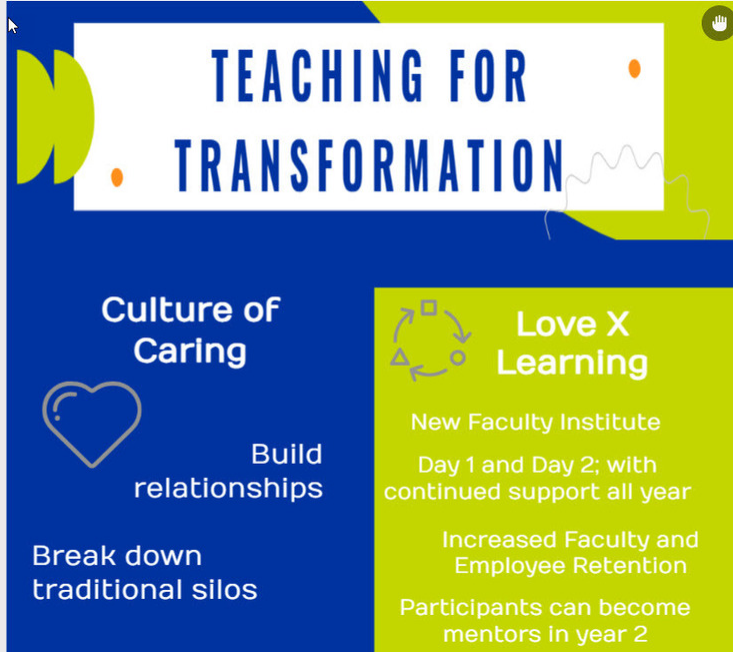 TEACHING FOR
TRANSFORMATION
Culture of
Caring
Build
relationships
Break down
traditional silos
Love X
Learning
New Faculty Institute
Day 1 and Day 2; with
continued support all year
Increased Faculty and
Employee Retention
Participants can become
mentors in year 2